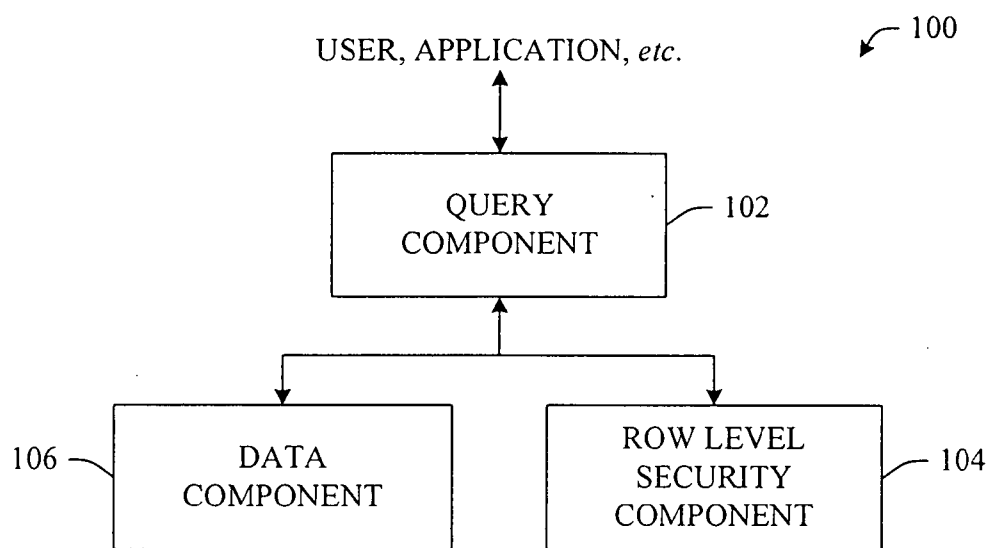 100
USER, APPLICATION, etc.
QUERY
COMPONENT
102
106
DATA
COMPONENT
ROW LEVEL
SECURITY
COMPONENT
104